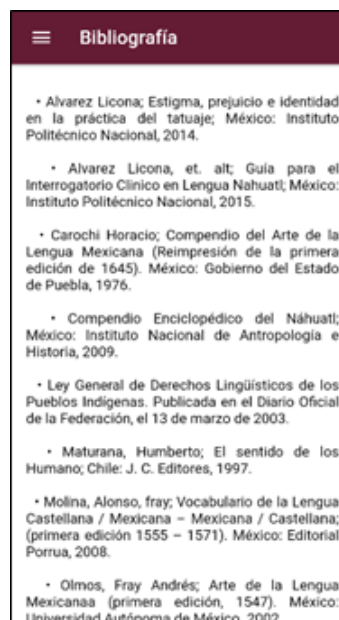 Bibliografía
• Alvarez Licona; Estigma, prejuicio e identidad
en la práctica del tatuaje; México: Instituto
Politécnico Nacional, 2014.
• Alvarez Licona, et. alt; Guía para el
Interrogatorio Clinico en Lengua Nahuatl; México:
Instituto Politécnico Nacional, 2015.
• Carochi Horacio; Compendio del Arte de la
Lengua Mexicana (Reimpresión de la primera
edición de 1645). México: Gobierno del Estado
de Puebla, 1976.
• Compendio Enciclopédico del Náhuatl;
México: Instituto Nacional de Antropología e
Historia, 2009.
• Ley General de Derechos Lingüísticos de los
Pueblos Indígenas. Publicada en el Diario Oficial
de la Federación, el 13 de marzo de 2003.
• Maturana, Humberto; El sentido de los
Humano; Chile: J. C. Editores, 1997.
• Molina, Alonso, fray; Vocabulario de la Lengua
Castellana / Mexicana – Mexicana / Castellana;
(primera edición 1555 – 1571). México: Editorial
Porrua, 2008.
• Olmos, Fray Andrés; Arte de la Lengua
Mexicanaa (primera edición, 1547). México:
Universidad Autónoma de México, 2002